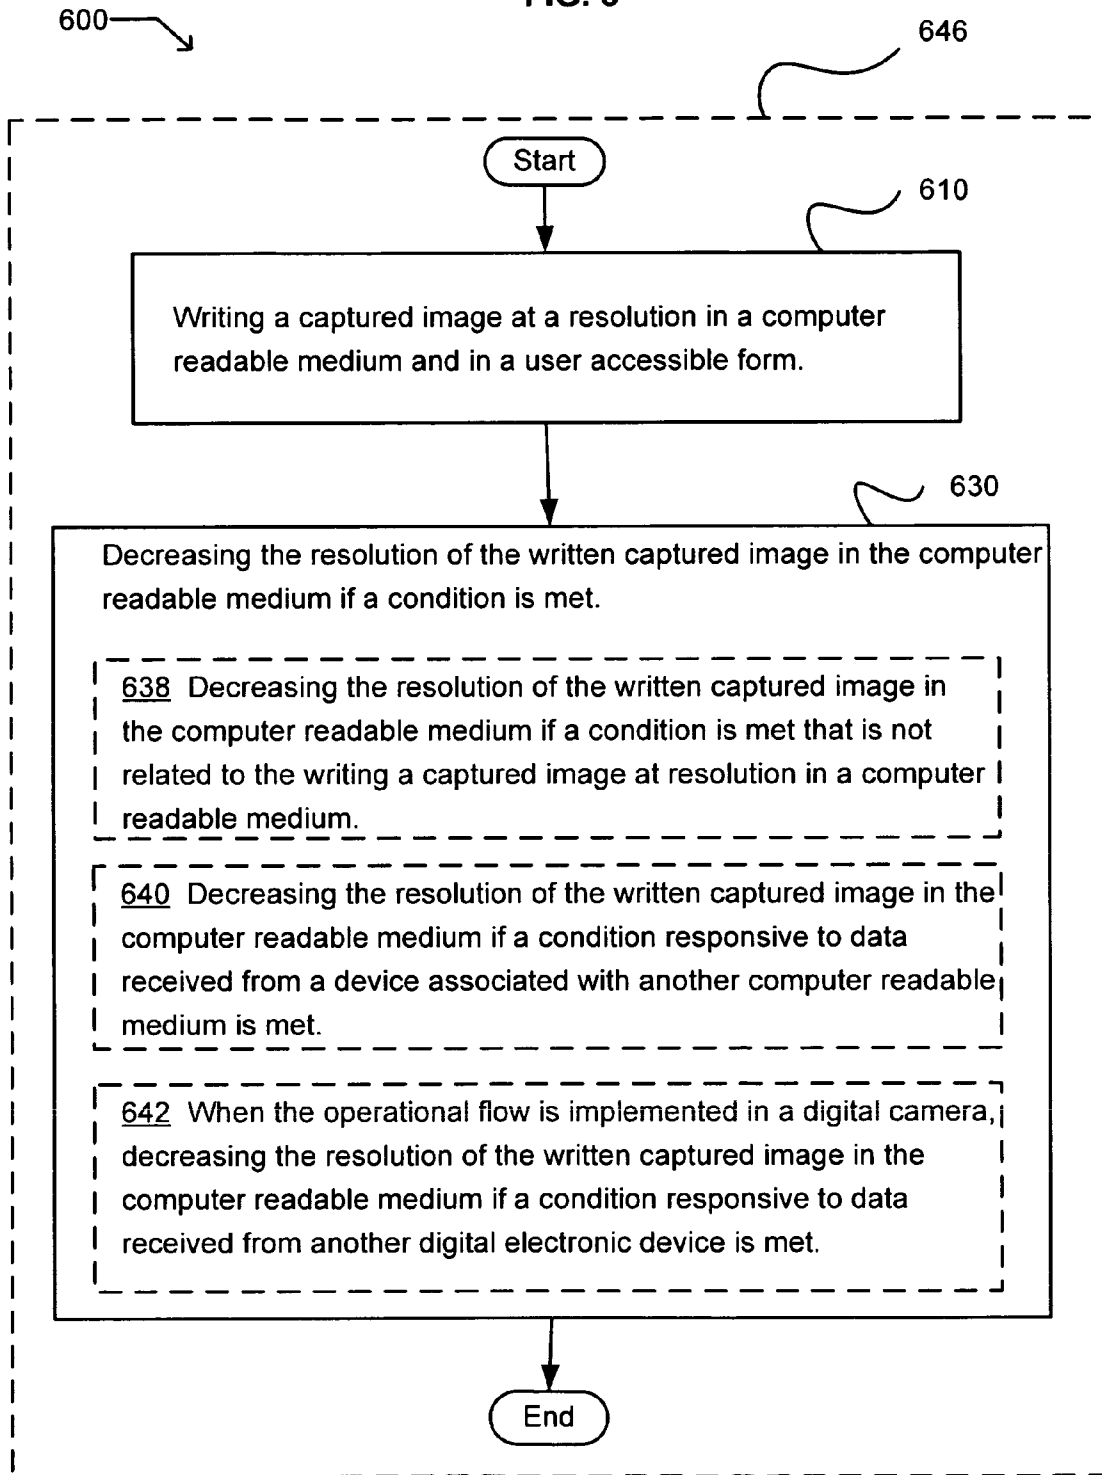 600
646
Start
610
Writing a captured image at a resolution in a computer
readable medium and in a user accessible form.
630
Decreasing the resolution of the written captured image in the computer
readable medium if a condition is met.
638 Decreasing the resolution of the written captured image in
the computer readable medium if a condition is met that is not
related to the writing a captured image at resolution in a computer
readable medium.
640 Decreasing the resolution of the written captured image in the
computer readable medium if a condition responsive to data
received from a device associated with another computer readable
medium is met.
642 When the operational flow is implemented in a digital camera,
decreasing the resolution of the written captured image in the
computer readable medium if a condition responsive to data
received from another digital electronic device is met.
End